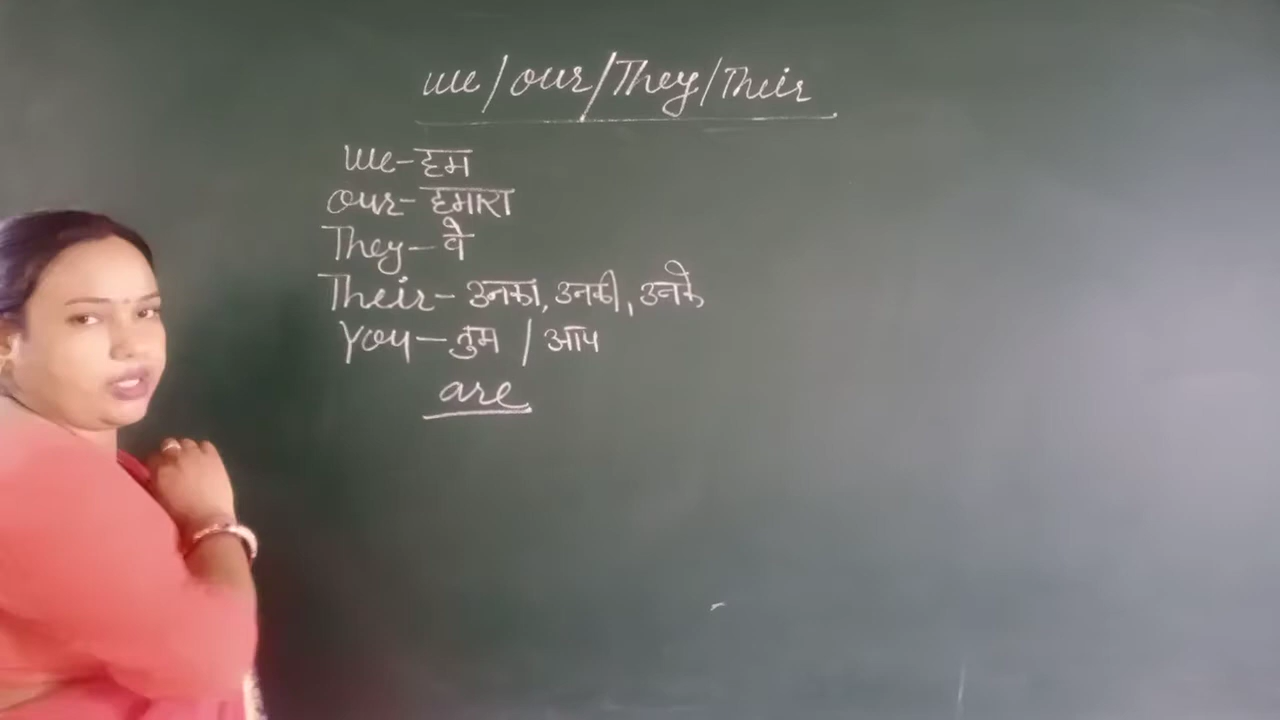 we/our/They/Their
we-हम
our-हमारा
They-वे
Their-उनका, उनकी, उनके
You-तुम / आप
are